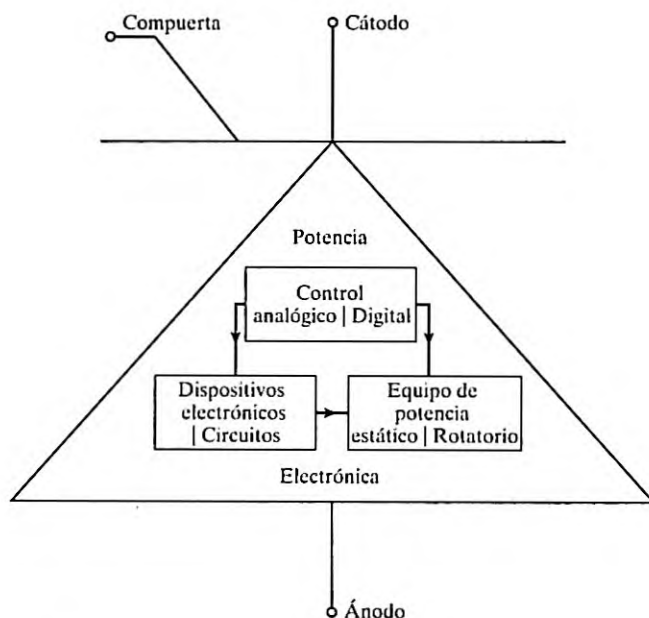 Compuerta
Cátodo
Potencia
Control
analógico | Digital
Dispositivos
electrónicos
| Circuitos
Equipo de
potencia
estático | Rotatorio
Electrónica
Ánodo